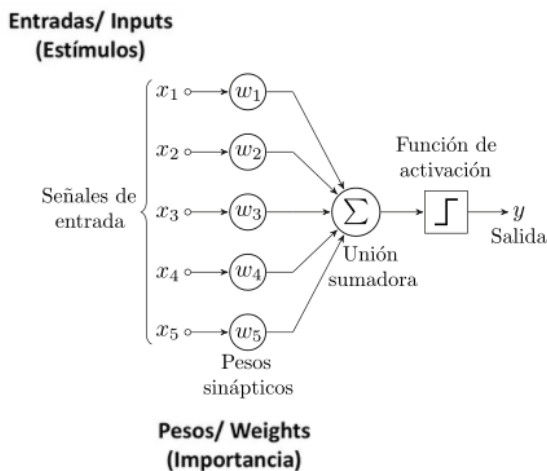 Entradas/ Inputs
(Estímulos)
x1
w1
x2
w2
Función de
activación
Señales de
entrada
x3
w3
Σ
y
Salida
x4
w4
Unión
sumadora
x5
w5
Pesos
sinápticos
Pesos/ Weights
(Importancia)